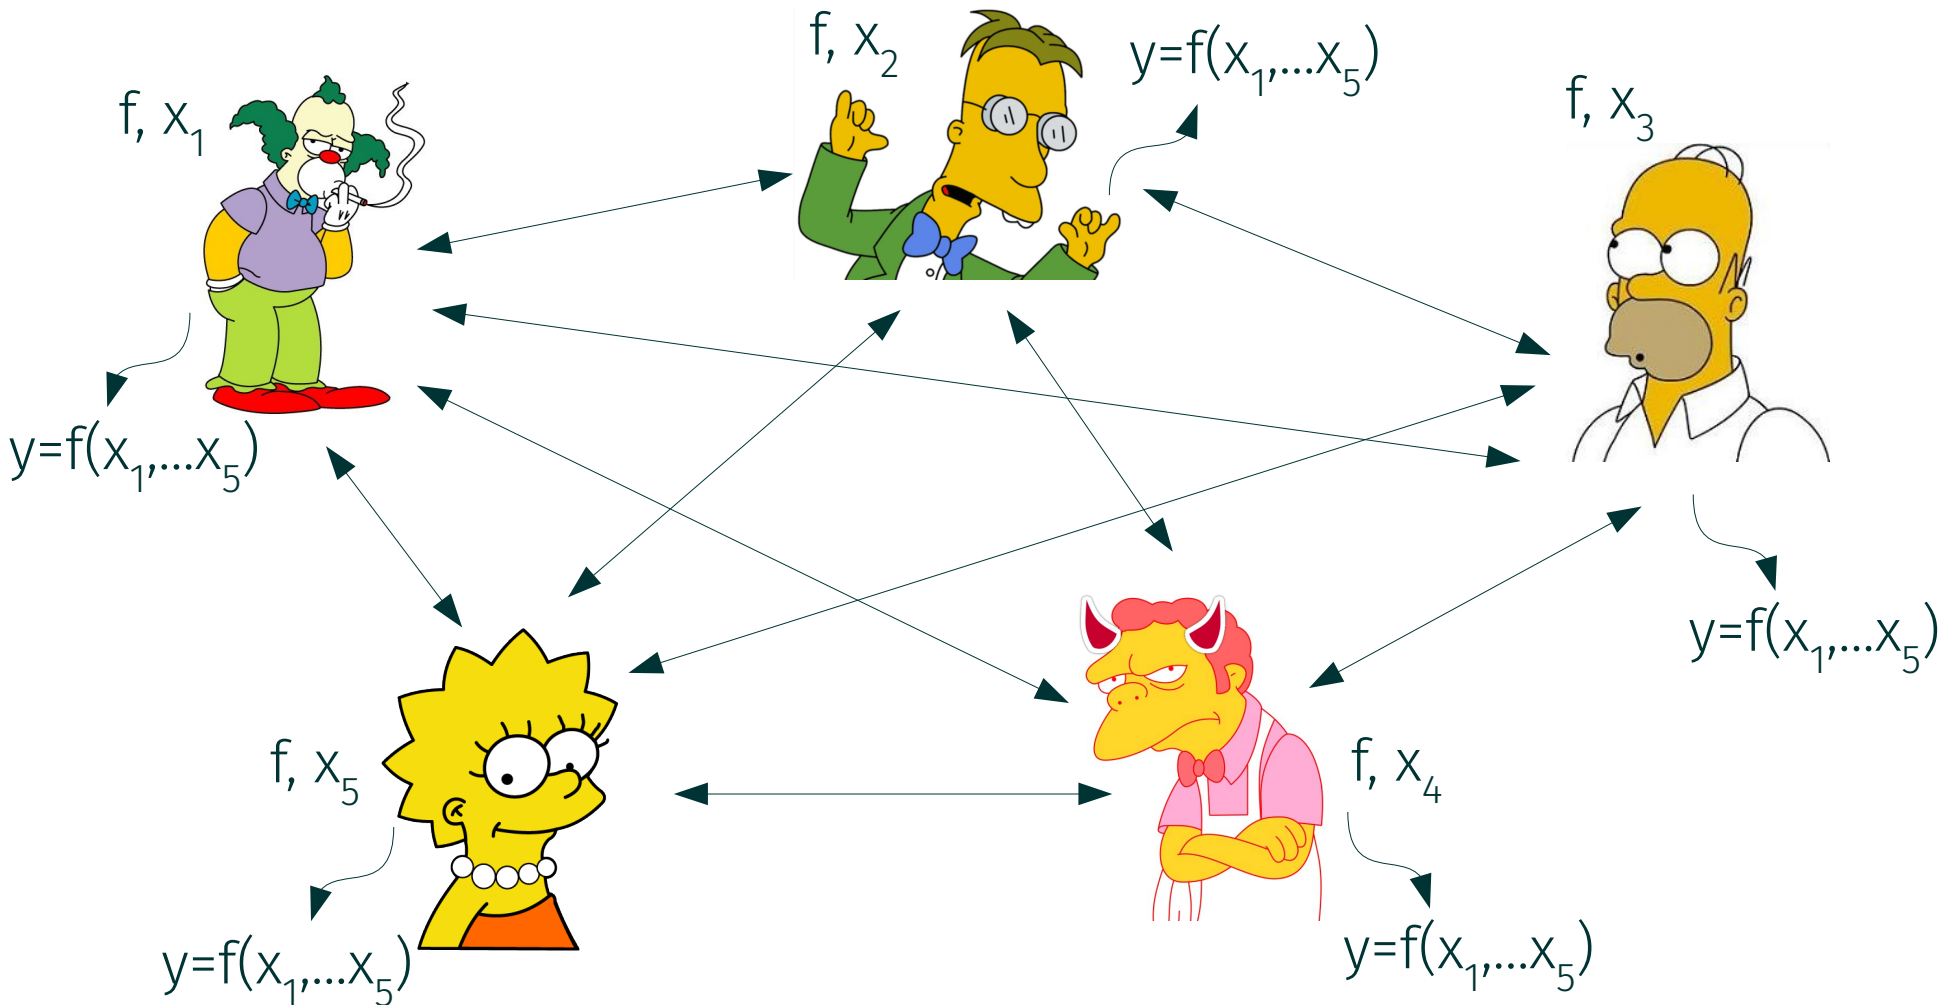 f, x₂
y=f(x₁,...x₅)
f, x₃
f, x₁
y=f(x₁,...x₅)
y=f(x₁,...x₅)
f, x₅
f, x₄
y=f(x₁,...x₅)
y=f(x₁,...x₅)